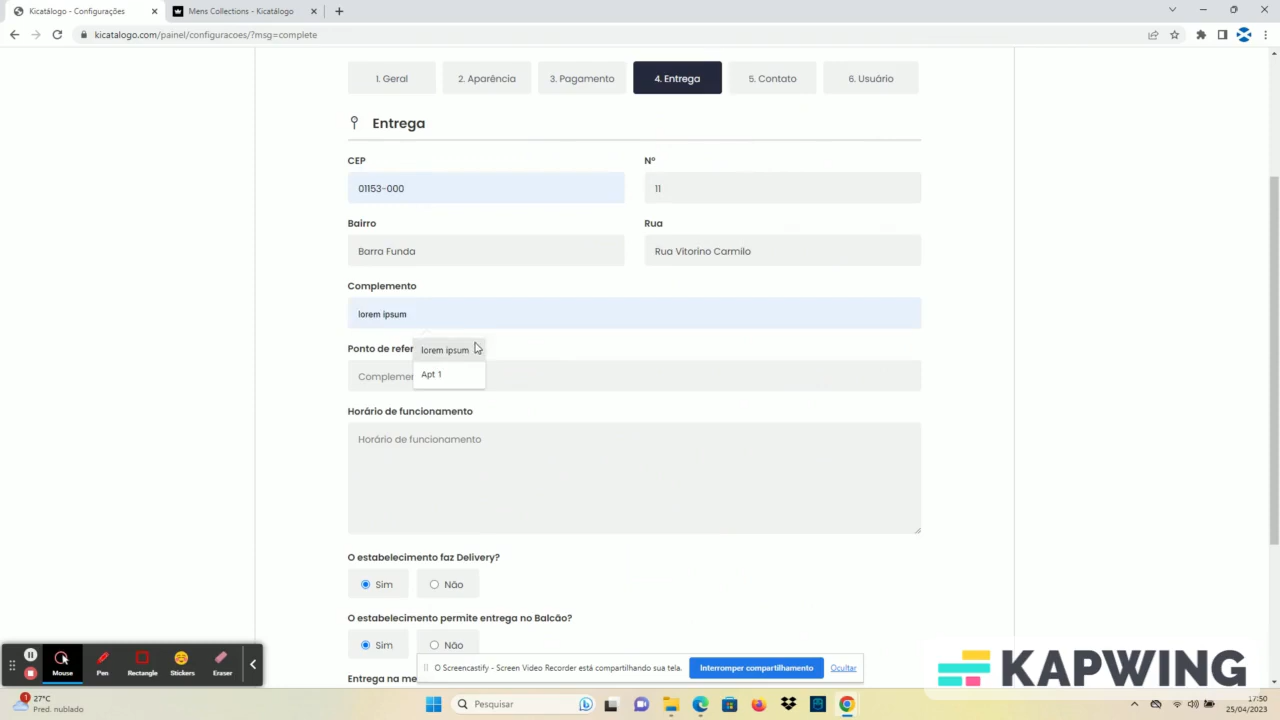 Kicatálogo - Configurações
Mens Collections - Kicatálogo
kicatalogo.com/painel/configuracoes/?msg=complete
1. Geral
2. Aparência
3. Pagamento
4. Entrega
5. Contato
6. Usuário
Entrega
CEP
Nº
01153-000
11
Bairro
Rua
Barra Funda
Rua Vitorino Carmilo
Complemento
lorem ipsum
Ponto de refer
lorem ipsum
Complemen
Apt 1
Horário de funcionamento
Horário de funcionamento
O estabelecimento faz Delivery?
Sim
Não
O estabelecimento permite entrega no Balcão?
Sim
Não
Entrega na me
O Screencastify - Screen Video Recorder está compartilhando sua tela.
Interromper compartilhamento
Ocultar
Mouse
Pen
Rectangle
Stickers
Eraser
KAPWING
1
27°C
Pred. nublado
Pesquisar
17:50
25/04/2023